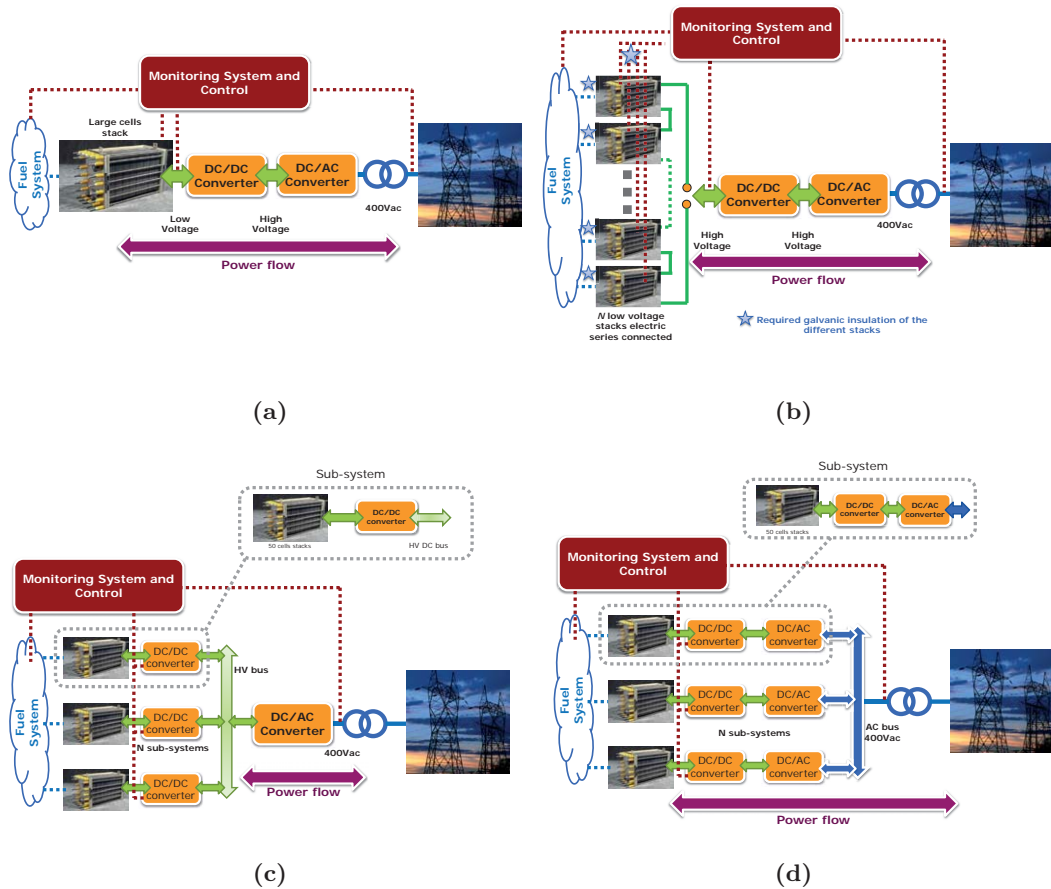 Monitoring System and
Control
Large cells
stack
Fuel
System
DC/DC
Converter
DC/AC
Converter
Low
Voltage
High
Voltage
400Vac
Power flow
(a)
Monitoring System and
Control
Fuel
System
DC/DC
Converter
DC/AC
Converter
High
Voltage
High
Voltage
400Vac
Power flow
N low voltage
stacks electric
series connected
Required galvanic insulation of the
different stacks
(b)
Sub-system
DC/DC
converter
50 cells stacks
HV DC bus
Monitoring System and
Control
Fuel
System
DC/DC
converter
HV bus
DC/DC
converter
DC/AC
Converter
N sub-systems
400Vac
DC/DC
converter
Power flow
(c)
Sub-system
DC/DC
converter
DC/AC
converter
50 cells stacks
Monitoring System and
Control
Fuel
System
DC/DC
converter
DC/AC
converter
DC/DC
converter
DC/AC
converter
AC bus
400Vac
N sub-systems
DC/DC
converter
DC/AC
converter
Power flow
(d)